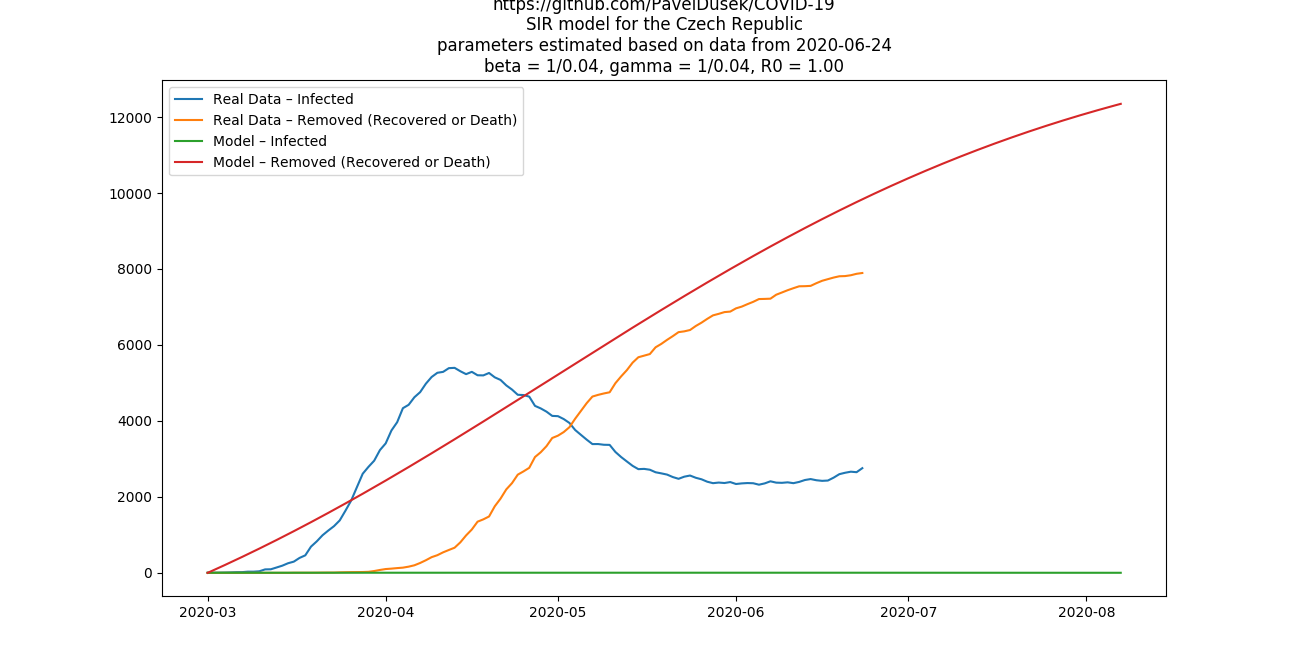 https://github.com/PavelDusek/COVID-19
SIR model for the Czech Republic
parameters estimated based on data from 2020-06-24
beta = 1/0.04, gamma = 1/0.04, R0 = 1.00
Real Data – Infected
Real Data – Removed (Recovered or Death)
Model – Infected
Model – Removed (Recovered or Death)
12000
10000
8000
6000
4000
2000
0
2020-03
2020-04
2020-05
2020-06
2020-07
2020-08